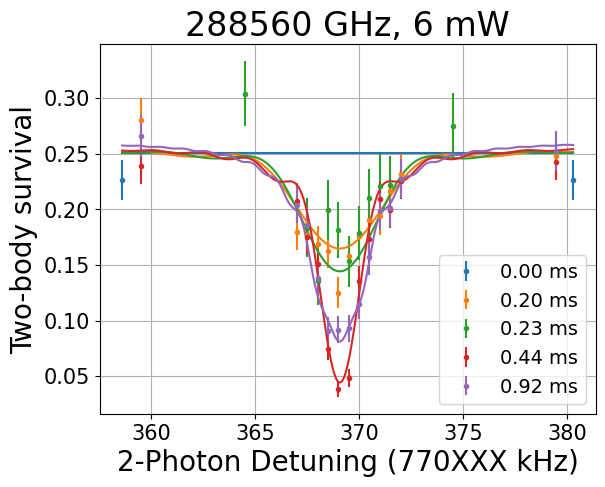 288560 GHz, 6 mW
Two-body survival
0.30
0.25
0.20
0.15
0.10
0.05
0.00 ms
0.20 ms
0.23 ms
0.44 ms
0.92 ms
360
365
370
375
380
2-Photon Detuning (770XXX kHz)